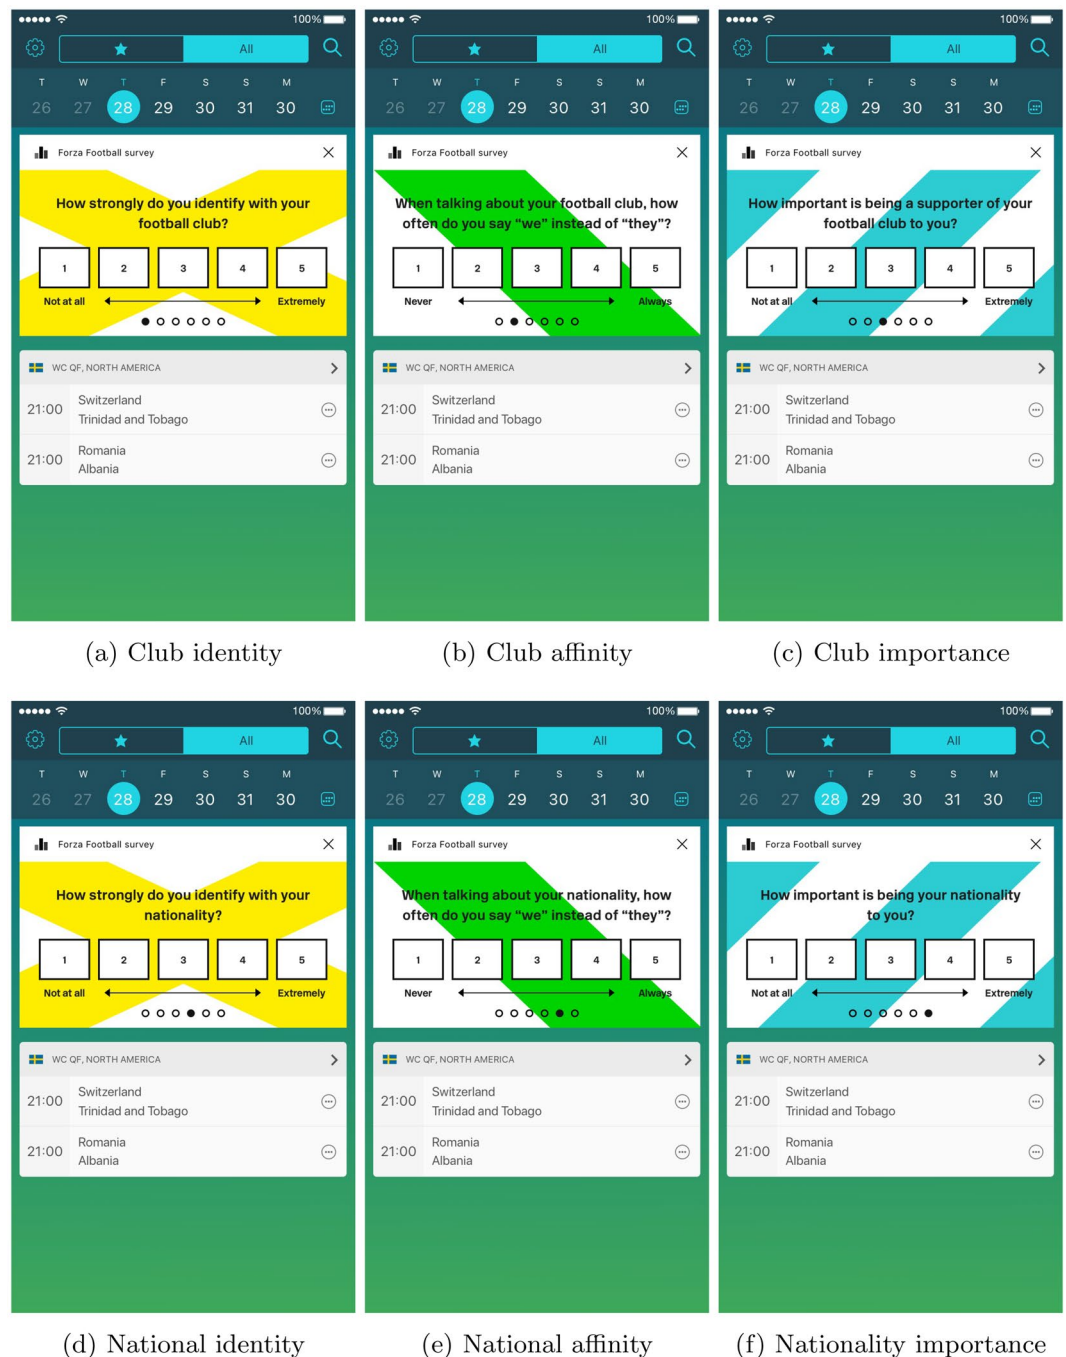 100%
All
T W T F S S M
26 27 28 29 30 31 30
Forza Football survey
How strongly do you identify with your
football club?
1 2 3 4 5
Not at all Extremely
WC QF, NORTH AMERICA
21:00 Switzerland
Trinidad and Tobago
21:00 Romania
Albania
(a) Club identity
100%
All
T W T F S S M
26 27 28 29 30 31 30
Forza Football survey
When talking about your football club, how
often do you say “we” instead of “they”?
1 2 3 4 5
Never Always
WC QF, NORTH AMERICA
21:00 Switzerland
Trinidad and Tobago
21:00 Romania
Albania
(b) Club affinity
100%
All
T W T F S S M
26 27 28 29 30 31 30
Forza Football survey
How important is being a supporter of your
football club to you?
1 2 3 4 5
Not at all Extremely
WC QF, NORTH AMERICA
21:00 Switzerland
Trinidad and Tobago
21:00 Romania
Albania
(c) Club importance
100%
All
T W T F S S M
26 27 28 29 30 31 30
Forza Football survey
How strongly do you identify with your
nationality?
1 2 3 4 5
Not at all Extremely
WC QF, NORTH AMERICA
21:00 Switzerland
Trinidad and Tobago
21:00 Romania
Albania
(d) National identity
100%
All
T W T F S S M
26 27 28 29 30 31 30
Forza Football survey
When talking about your nationality, how
often do you say “we” instead of “they”?
1 2 3 4 5
Never Always
WC QF, NORTH AMERICA
21:00 Switzerland
Trinidad and Tobago
21:00 Romania
Albania
(e) National affinity
100%
All
T W T F S S M
26 27 28 29 30 31 30
Forza Football survey
How important is being your nationality
to you?
1 2 3 4 5
Not at all Extremely
WC QF, NORTH AMERICA
21:00 Switzerland
Trinidad and Tobago
21:00 Romania
Albania
(f) Nationality importance